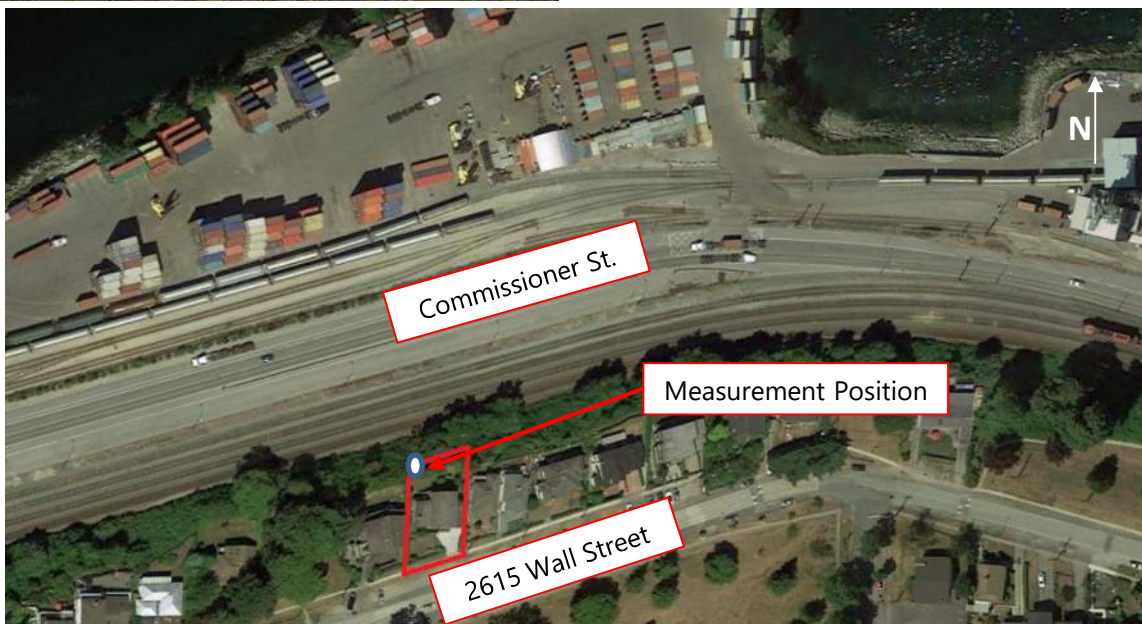 N
Commissioner St.
Measurement Position
2615 Wall Street